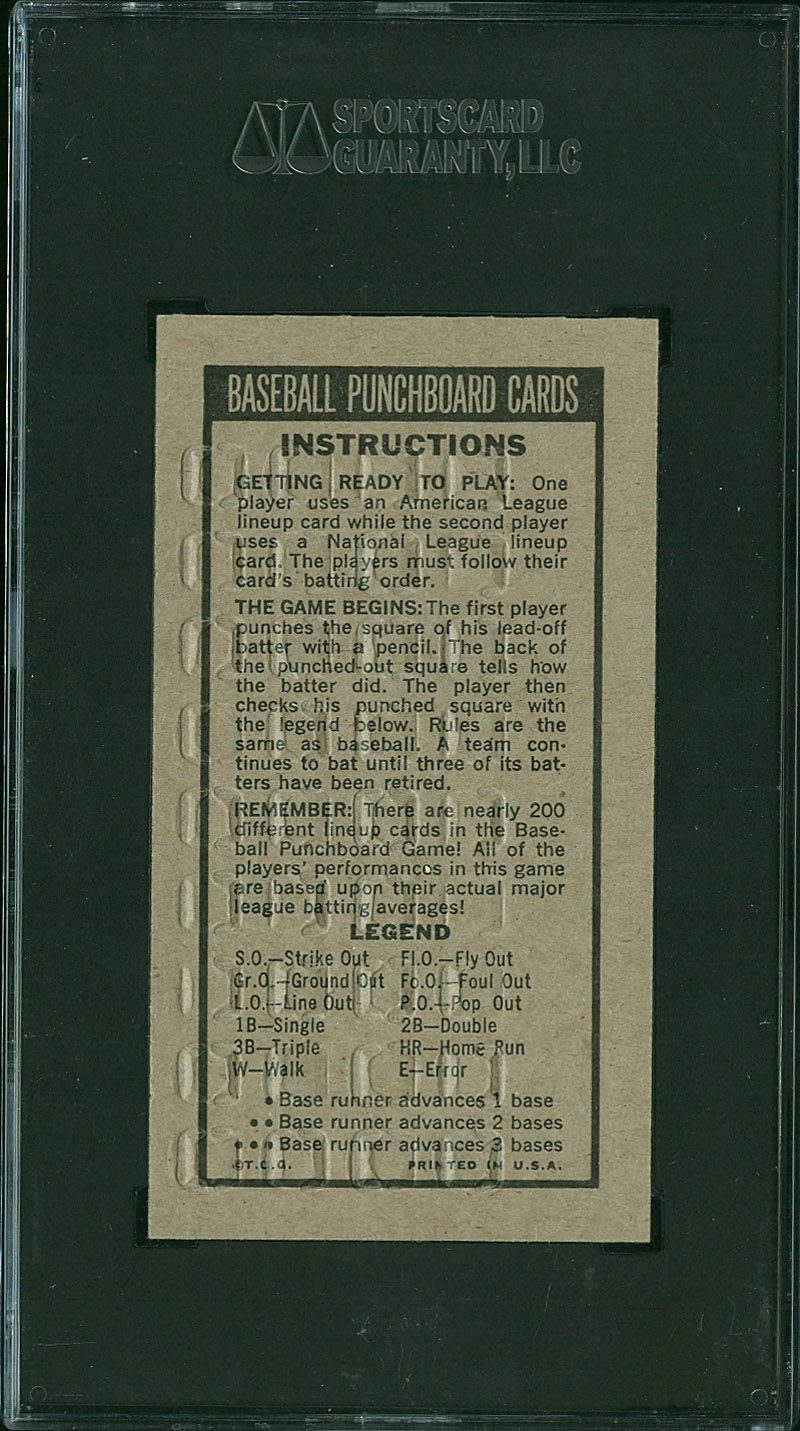 SPORTSCARD
GUARANTY, LLC
BASEBALL PUNCHBOARD CARDS
INSTRUCTIONS
GETTING READY TO PLAY: One
player uses an American League
lineup card while the second player
uses a National League lineup
card. The players must follow their
card's batting order.
THE GAME BEGINS: The first player
punches the square of his lead-off
batter with a pencil. The back of
the punched-out square tells how
the batter did. The player then
checks his punched square with
the legend below. Rules are the
same as baseball. A team con-
tinues to bat until three of its bat-
ters have been retired.
REMEMBER: There are nearly 200
different lineup cards in the Base-
ball Punchboard Game! All of the
players' performances in this game
are based upon their actual major
league batting averages!
LEGEND
S.O.—Strike Out Fl.O.—Fly Out
Gr.O.—Ground Out Fo.O.—Foul Out
L.O.—Line Out P.O.—Pop Out
1B—Single 2B—Double
3B—Triple HR—Home Run
W—Walk E—Error
• Base runner advances 1 base
• • Base runner advances 2 bases
• • • Base runner advances 3 bases
©T.C.G. PRINTED IN U.S.A.